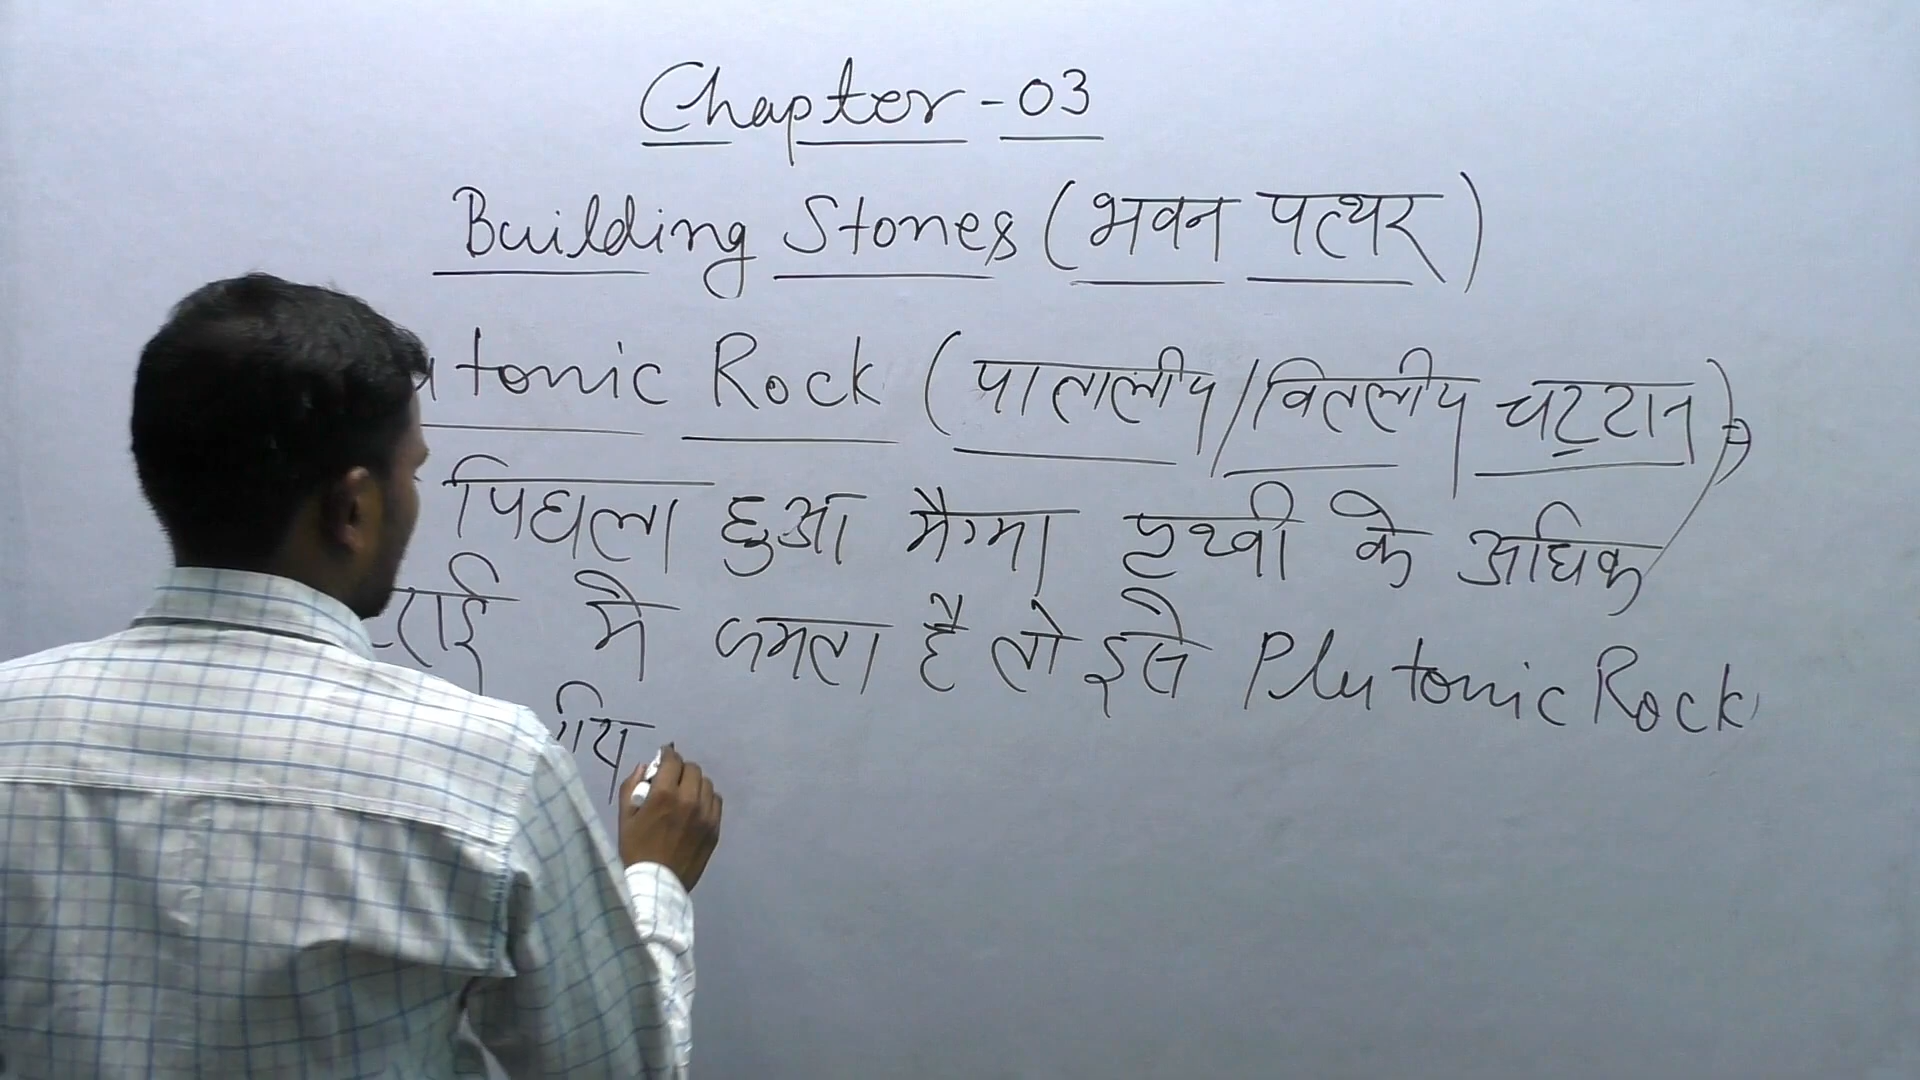 Chapter-03
Building Stones (भवन पत्थर)
tonic Rock (पातालीय/वितलीय चट्टान)⇒
पिघला हुआ मैग्मा पृथ्वी के अधिक
राई मे जमता है तो इसे Plutonic Rock